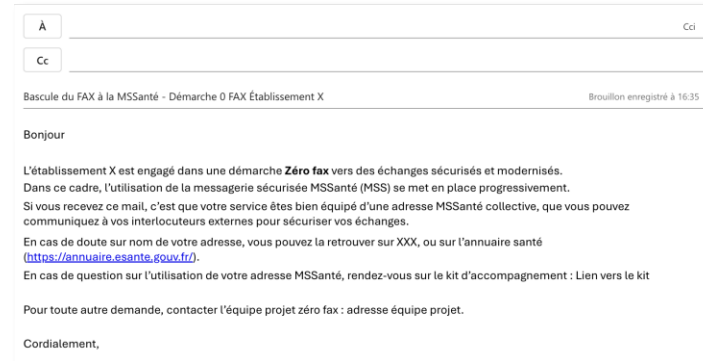 À
Cci
Cc
Bascule du FAX à la MSSanté - Démarche 0 FAX Établissement X
Brouillon enregistré à 16:35
Bonjour
L'établissement X est engagé dans une démarche Zéro fax vers des échanges sécurisés et modernisés.
Dans ce cadre, l'utilisation de la messagerie sécurisée MSSanté (MSS) se met en place progressivement.
Si vous recevez ce mail, c'est que votre service êtes bien équipé d'une adresse MSSanté collective, que vous pouvez
communiquez à vos interlocuteurs externes pour sécuriser vos échanges.
En cas de doute sur nom de votre adresse, vous pouvez la retrouver sur XXX, ou sur l'annuaire santé
(https://annuaire.esante.gouv.fr/).
En cas de question sur l'utilisation de votre adresse MSSanté, rendez-vous sur le kit d'accompagnement : Lien vers le kit
Pour toute autre demande, contacter l'équipe projet zéro fax : adresse équipe projet.
Cordialement,